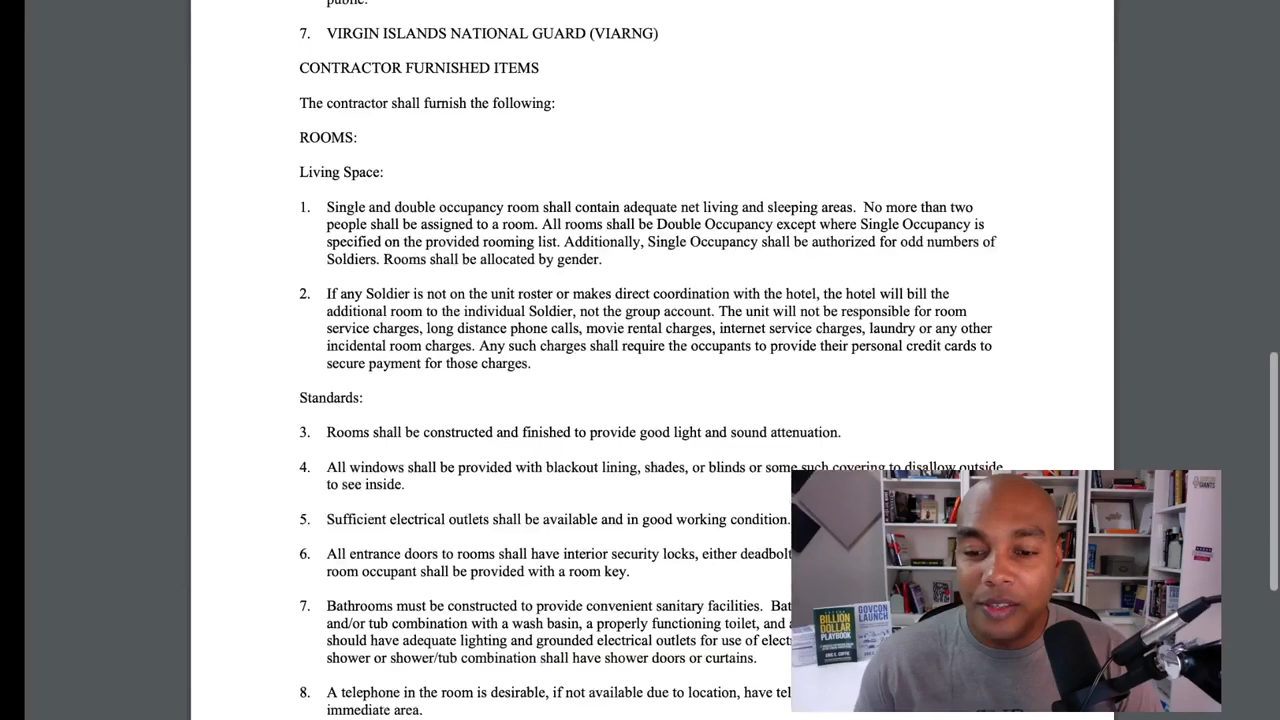 public.
7. VIRGIN ISLANDS NATIONAL GUARD (VIARNG)
CONTRACTOR FURNISHED ITEMS
The contractor shall furnish the following:
ROOMS:
Living Space:
1. Single and double occupancy room shall contain adequate net living and sleeping areas. No more than two
people shall be assigned to a room. All rooms shall be Double Occupancy except where Single Occupancy is
specified on the provided rooming list. Additionally, Single Occupancy shall be authorized for odd numbers of
Soldiers. Rooms shall be allocated by gender.
2. If any Soldier is not on the unit roster or makes direct coordination with the hotel, the hotel will bill the
additional room to the individual Soldier, not the group account. The unit will not be responsible for room
service charges, long distance phone calls, movie rental charges, internet service charges, laundry or any other
incidental room charges. Any such charges shall require the occupants to provide their personal credit cards to
secure payment for those charges.
Standards:
3. Rooms shall be constructed and finished to provide good light and sound attenuation.
4. All windows shall be provided with blackout lining, shades, or blinds or some such covering to disallow outside
to see inside.
5. Sufficient electrical outlets shall be available and in good working condition.
6. All entrance doors to rooms shall have interior security locks, either deadbolt
room occupant shall be provided with a room key.
7. Bathrooms must be constructed to provide convenient sanitary facilities.
and/or tub combination with a wash basin, a properly functioning toilet, and
should have adequate lighting and grounded electrical outlets for use of
shower or shower/tub combination shall have shower doors or curtains.
8. A telephone in the room is desirable, if not available due to location, have
immediate area.
BILLION
DOLLAR
PLAYBOOK
GOVCON
LAUNCH